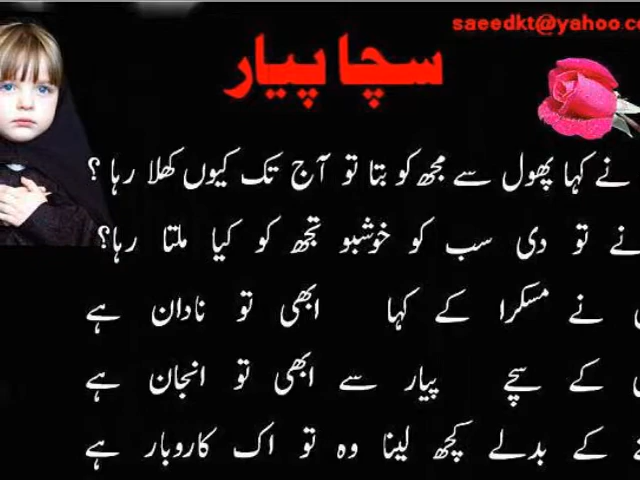 saeedkt@yahoo.c
سچا پیار
نے کہا پھول سے مجھ کو بتا تو آج تک کیوں کھلا رہا ؟
نے تو دی سب کو خوشبو تجھ کو کیا ملتا رہا؟
نے مسکرا کے کہا ابھی تو نادان ہے
کے سچے پیار سے ابھی تو انجان ہے
کے بدلے کچھ لینا وہ تو اک کاروبار ہے